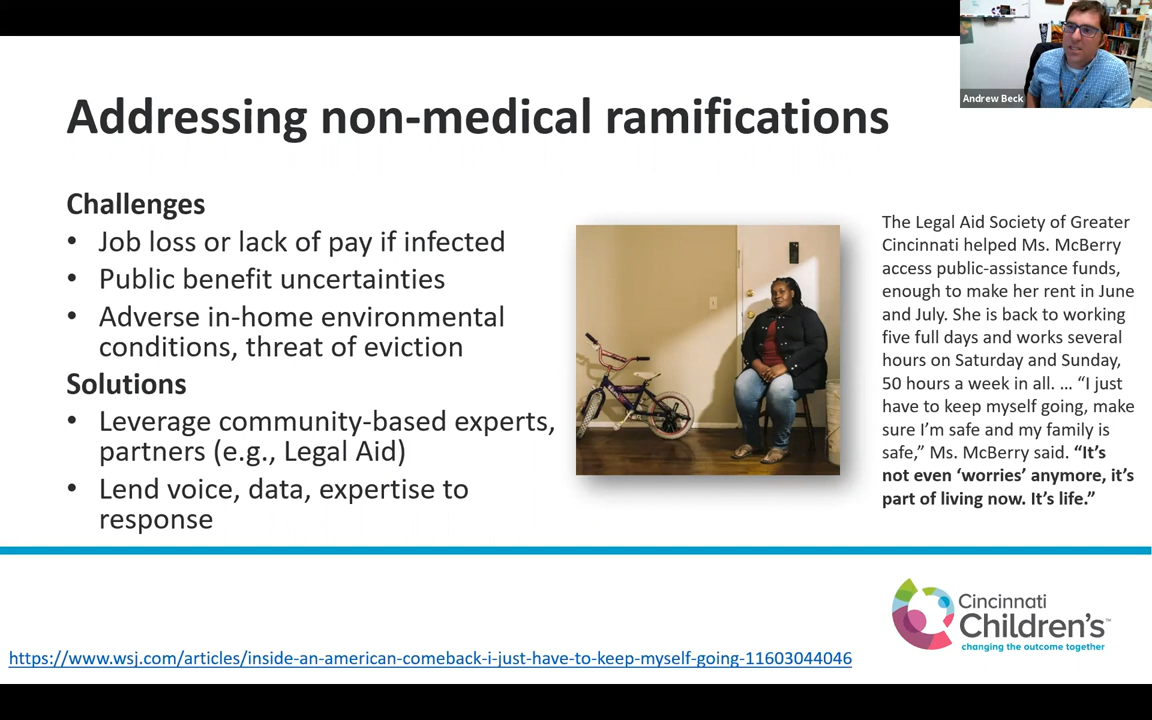 Andrew Beck
Addressing non-medical ramifications
Challenges
• Job loss or lack of pay if infected
• Public benefit uncertainties
• Adverse in-home environmental
conditions, threat of eviction
Solutions
• Leverage community-based experts,
partners (e.g., Legal Aid)
• Lend voice, data, expertise to
response
The Legal Aid Society of Greater
Cincinnati helped Ms. McBerry
access public-assistance funds,
enough to make her rent in June
and July. She is back to working
five full days and works several
hours on Saturday and Sunday,
50 hours a week in all. … “I just
have to keep myself going, make
sure I’m safe and my family is
safe,” Ms. McBerry said. “It’s
not even ‘worries’ anymore, it’s
part of living now. It’s life.”
Cincinnati
Children’s™
changing the outcome together
https://www.wsj.com/articles/inside-an-american-comeback-i-just-have-to-keep-myself-going-11603044046